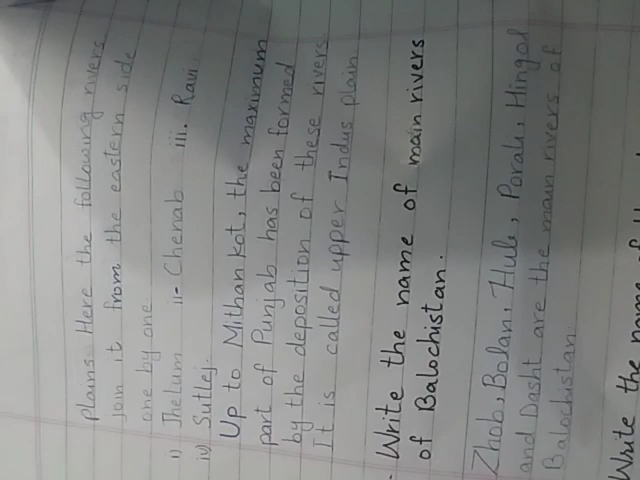 plains. Here the following rivers
join it from the eastern side
one by one
i) Jhelum ii- Chenab iii. Ravi.
iv) Sutlej.
Up to Mithan kot, the maximum
part of Punjab has been formed
by the deposition of these rivers.
It is called upper Indus plain.
Write the name of main rivers
of Balochistan.
Zhob, Bolan, Hub, Porali, Hingol
and Dasht are the main rivers of
Balochistan.
Write the name of